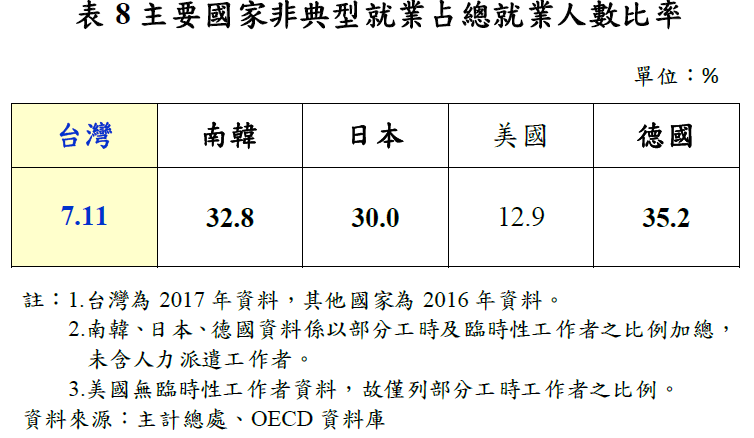 表 8 主要國家非典型就業占總就業人數比率
單位：%
台灣 南韓 日本 美國 德國
7.11 32.8 30.0 12.9 35.2
註：1.台灣為 2017 年資料，其他國家為 2016 年資料。
2.南韓、日本、德國資料係以部分工時及臨時性工作者之比例加總，
未含人力派遣工作者。
3.美國無臨時性工作者資料，故僅列部分工時工作者之比例。
資料來源：主計總處、OECD 資料庫